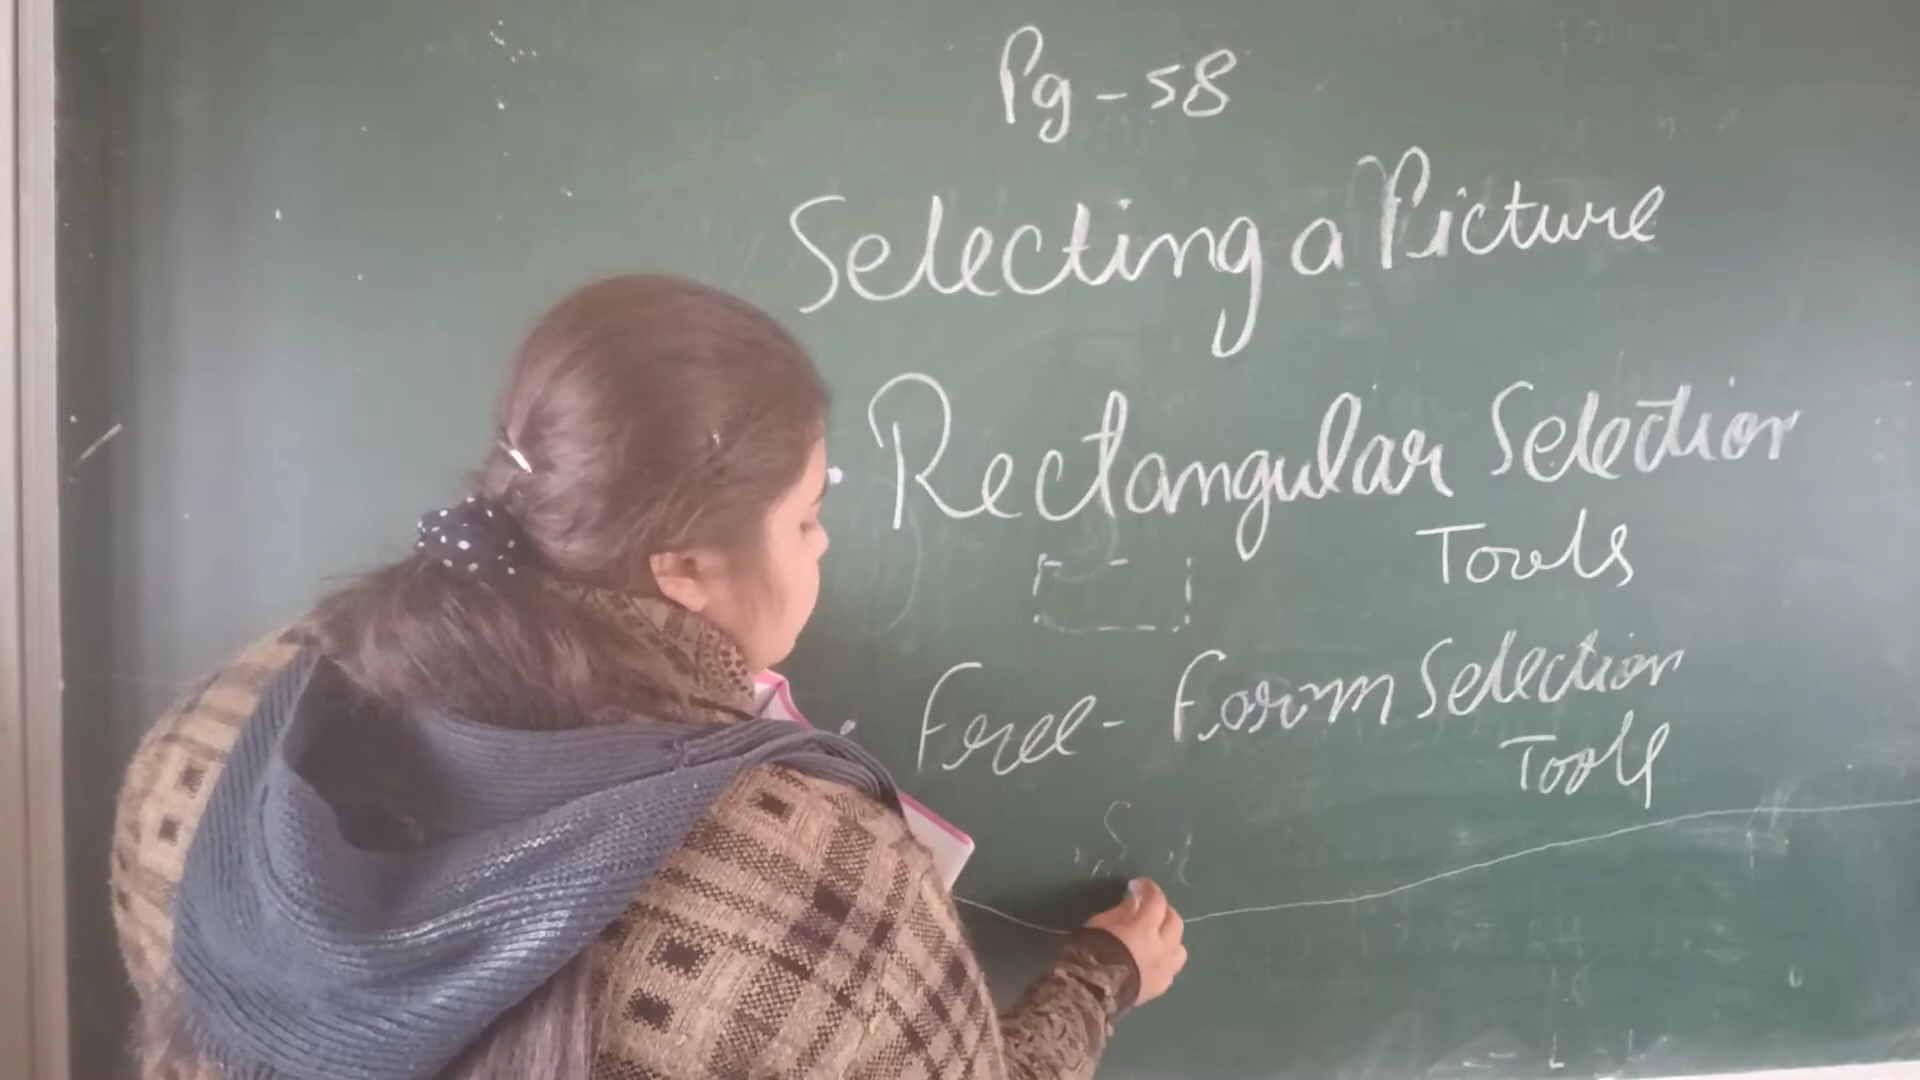 Pg - 58
Selecting a Picture
• Rectangular Selection
Tools
• Free - Form Selection
Tools